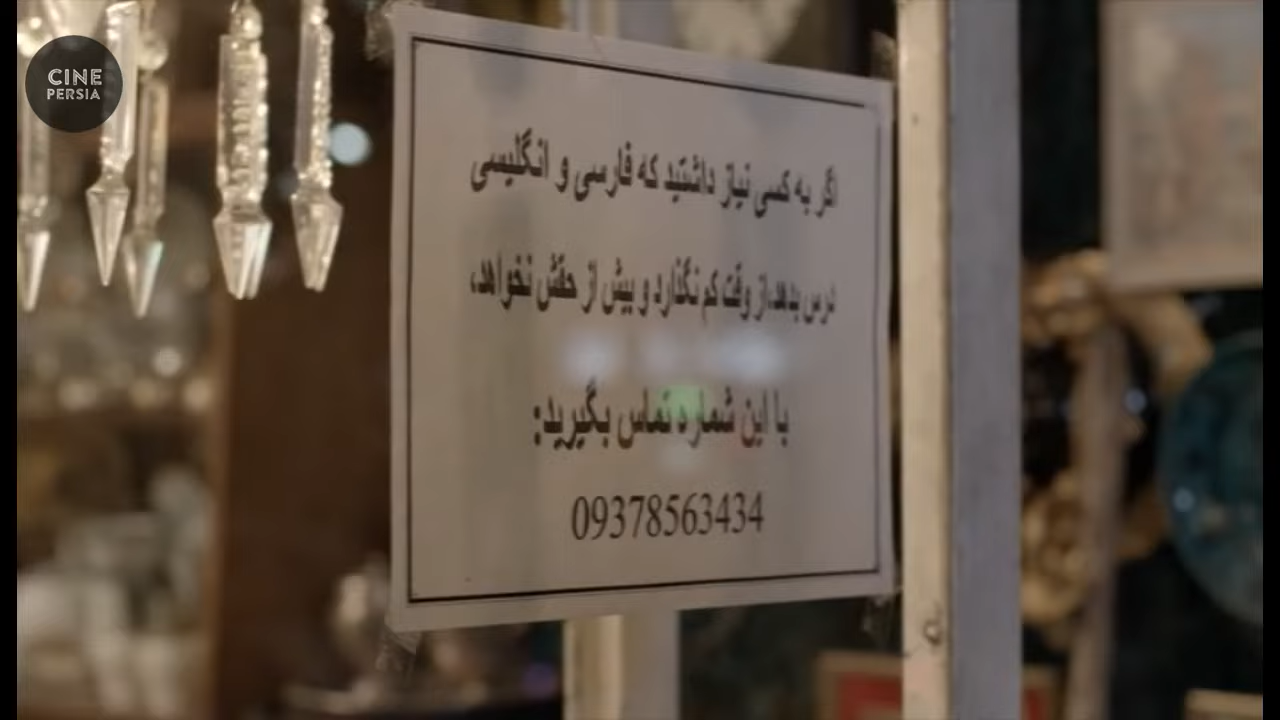 CINE
PERSIA
اگر به کسی نیاز داشتید که فارسی و انگلیسی
درس بدهد،از وقت کم نگذارد و بیش از حقش نخواهد،
با این شماره تماس بگیرید:
09378563434